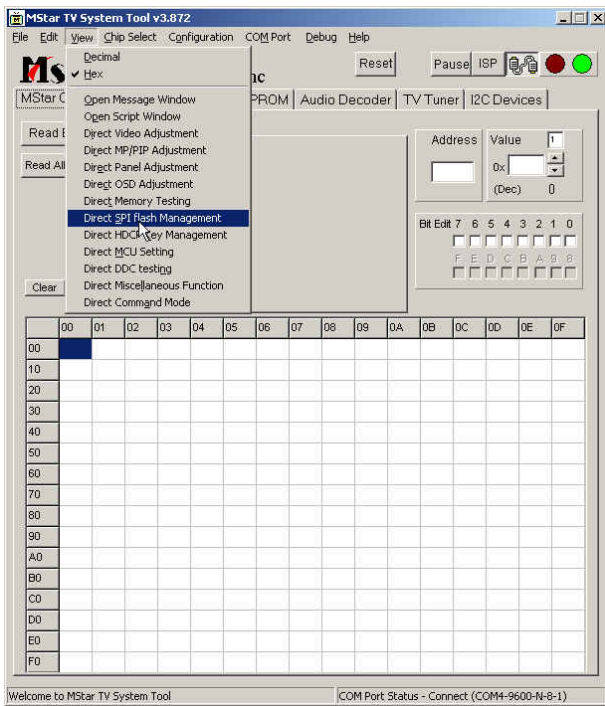 MStar TV System Tool v3.872
File Edit View Chip Select Configuration COM Port Debug Help
Decimal
Hex
Open Message Window
Open Script Window
Direct Video Adjustment
Direct MP/PIP Adjustment
Direct Panel Adjustment
Direct OSD Adjustment
Direct Memory Testing
Direct SPI flash Management
Direct HDCP Key Management
Direct MCU Setting
Direct DDC testing
Direct Miscellaneous Function
Direct Command Mode
Ms nc
Reset Pause ISP
MStar C PROM Audio Decoder TV Tuner I2C Devices
Read E
Read All
Clear
Address Value 1
0x
(Dec) 0
Bit Edit 7 6 5 4 3 2 1 0
F E D C B A 9 8
00 01 02 03 04 05 06 07 08 09 0A 0B 0C 0D 0E 0F
00
10
20
30
40
50
60
70
80
90
A0
B0
C0
D0
E0
F0
Welcome to MStar TV System Tool COM Port Status - Connect (COM4-9600-N-8-1)